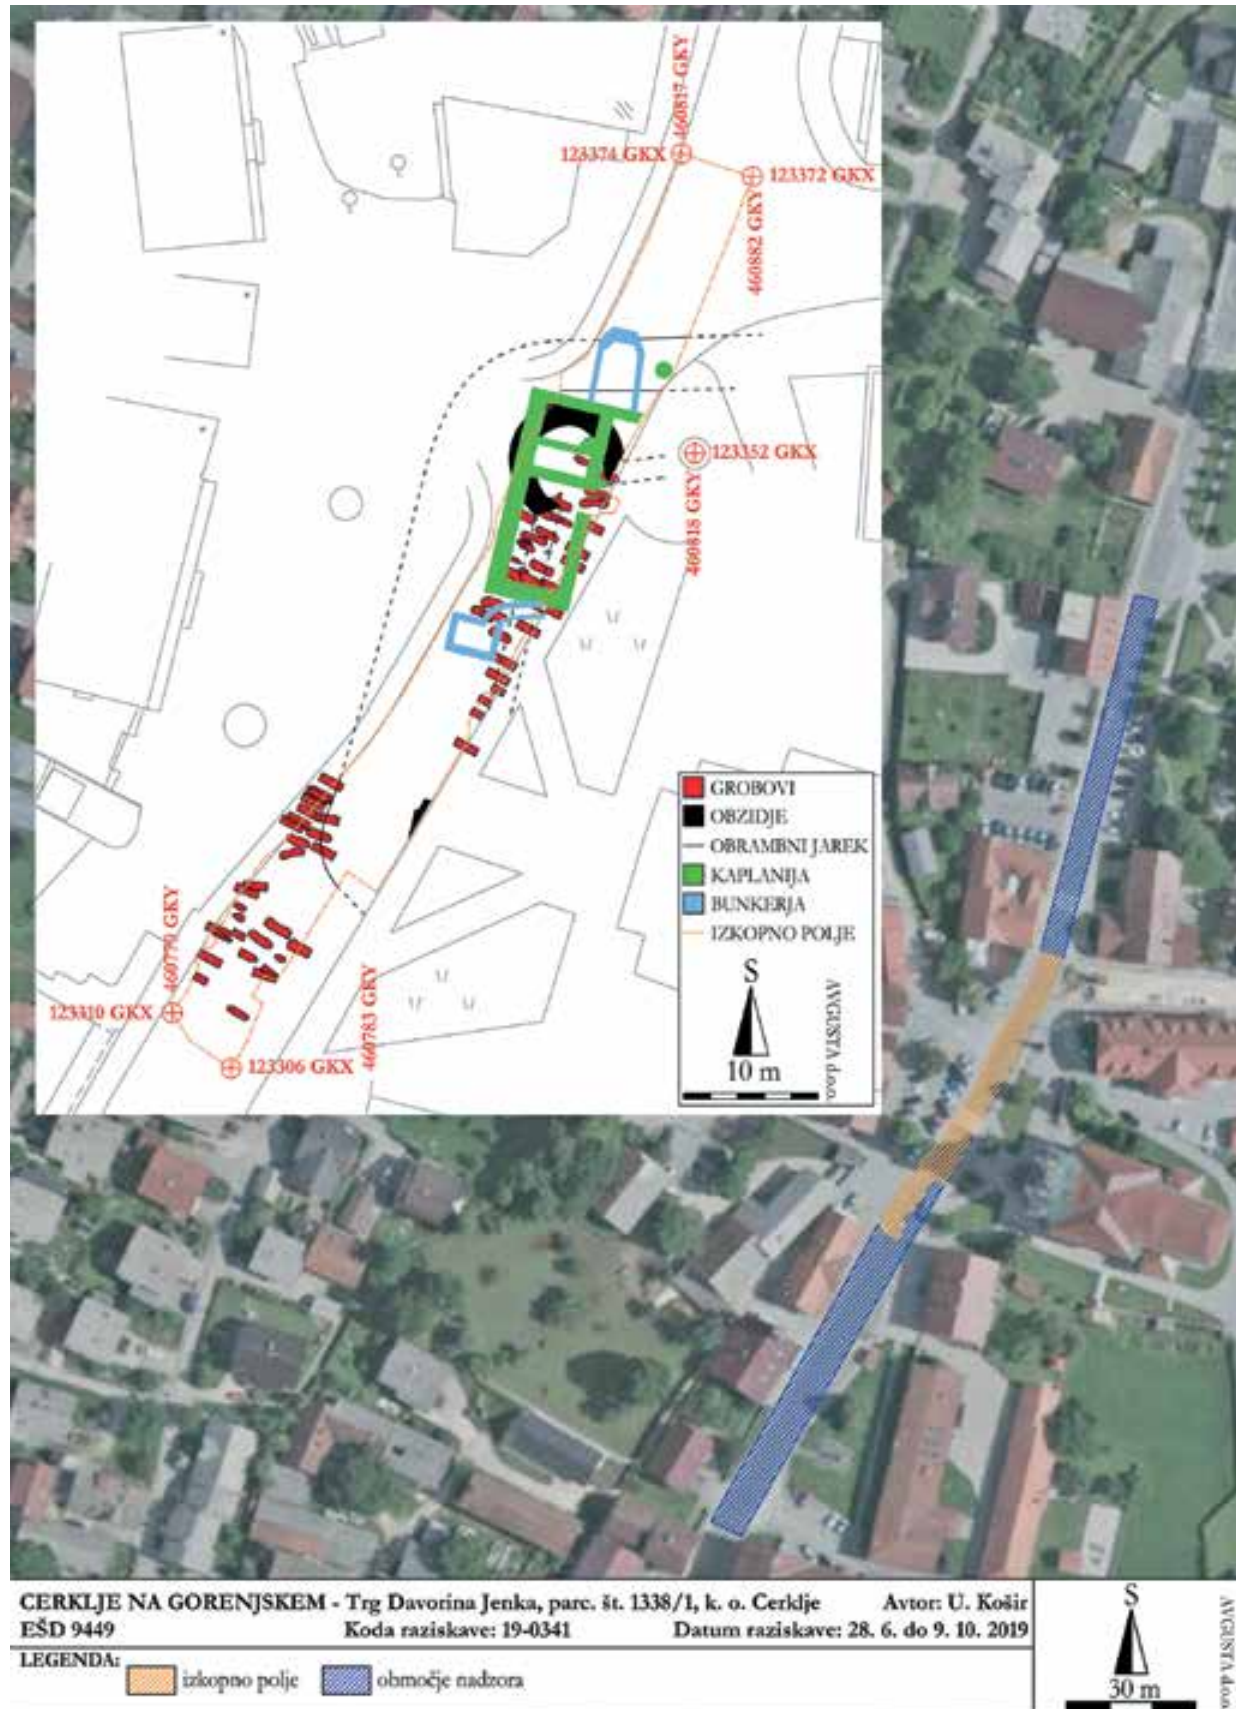 460817 GKY
123374 GKX
123372 GKX
460882 GKY
123352 GKX
460818 GKY
GROBOVI
OBZIDJE
OBRAMBNI JAREK
KAPLANIJA
BUNKERJA
IZKOPNO POLJE
460779 GKY
123310 GKX
123306 GKX
460783 GKY
S
10 m
AVGUSTA d.o.o.
CERKLJE NA GORENJSKEM - Trg Davorina Jenka, parc. št. 1338/1, k. o. Cerklje Avtor: U. Košir
EŠD 9449 Koda raziskave: 19-0341 Datum raziskave: 28. 6. do 9. 10. 2019
LEGENDA:
izkopno polje območje nadzora
S
30 m
AVGUSTA d.o.o.